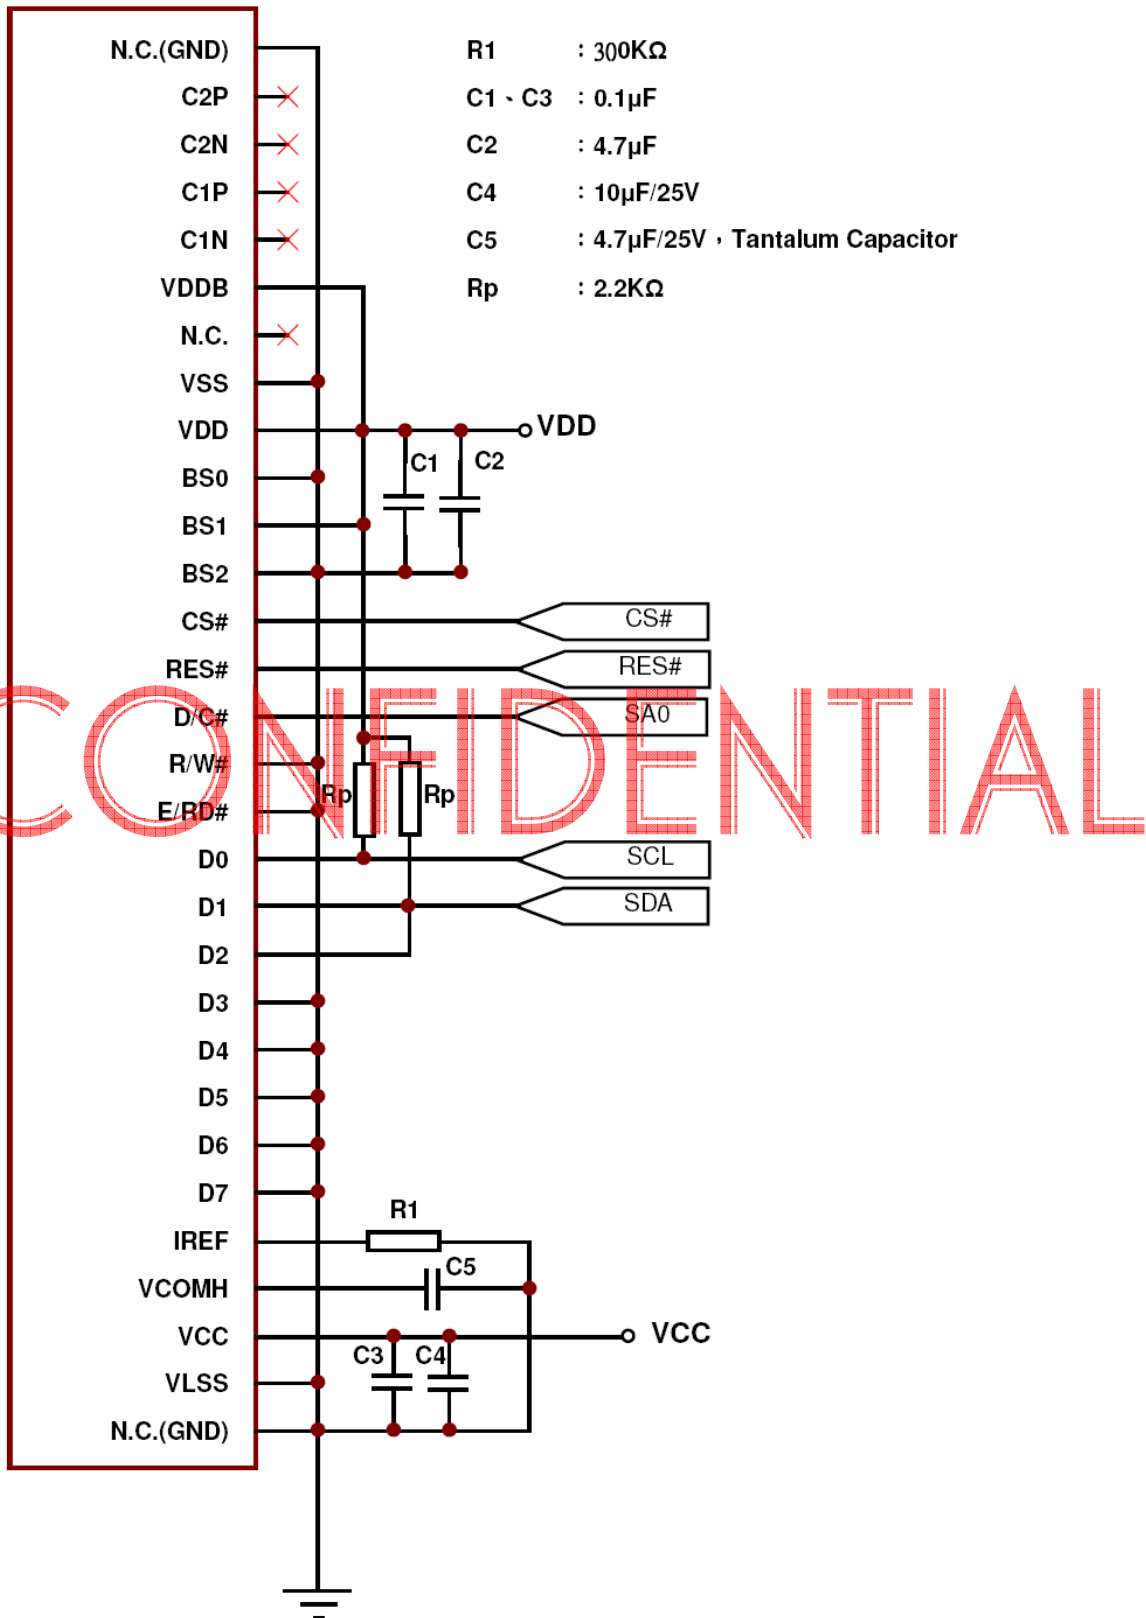 N.C.(GND)
C2P
C2N
C1P
C1N
VDDB
N.C.
VSS
VDD
BS0
BS1
BS2
CS#
RES#
D/C#
R/W#
E/RD#
D0
D1
D2
D3
D4
D5
D6
D7
IREF
VCOMH
VCC
VLSS
N.C.(GND)
R1 : 300KΩ
C1、C3 : 0.1µF
C2 : 4.7µF
C4 : 10µF/25V
C5 : 4.7µF/25V，Tantalum Capacitor
Rp : 2.2KΩ
VDD
C1
C2
CS#
RES#
SA0
Rp
Rp
SCL
SDA
R1
C5
VCC
C3
C4
CONFIDENTIAL